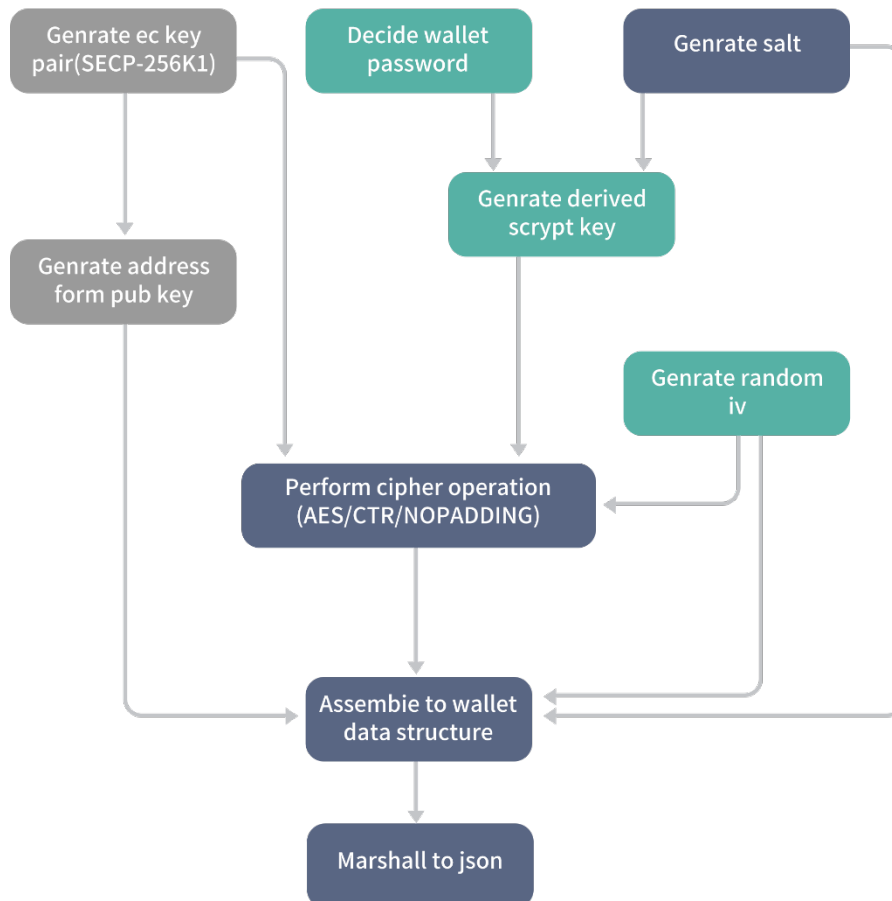 Genrate ec key
pair(SECP-256K1)
Decide wallet
password
Genrate salt
Genrate derived
scrypt key
Genrate address
form pub key
Genrate random
iv
Perform cipher operation
(AES/CTR/NOPADDING)
Assembie to wallet
data structure
Marshall to json